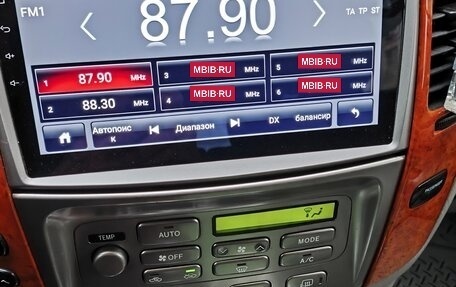 FM1
87.90
TA TP ST
1 87.90 MHz
3 MBIB·RU MHz
5 MBIB·RU MHz
2 88.30 MHz
4 MBIB·RU MHz
6 MBIB·RU MHz
Автопоиск
Диапазон
DX
балансир
TEMP
AUTO
OFF
MODE
A/C